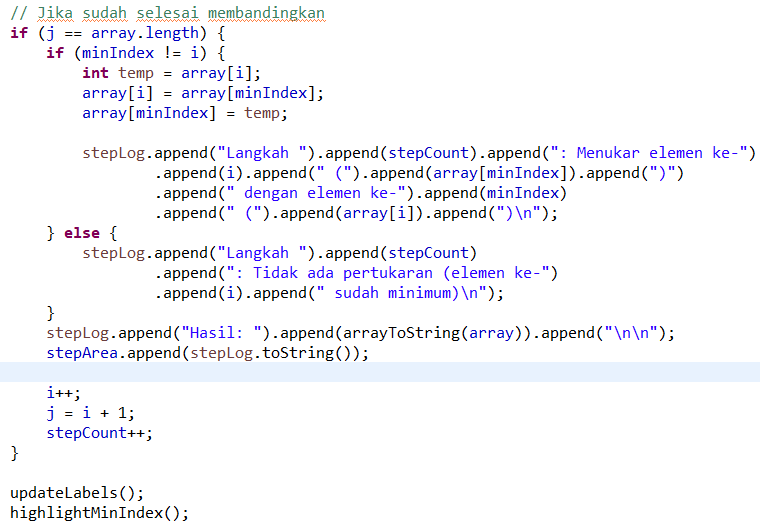 // Jika sudah selesai membandingkan
if (j == array.length) {
    if (minIndex != i) {
        int temp = array[i];
        array[i] = array[minIndex];
        array[minIndex] = temp;

        stepLog.append("Langkah ").append(stepCount).append(": Menukar elemen ke-")
                .append(i).append(" (").append(array[minIndex]).append(")")
                .append(" dengan elemen ke-").append(minIndex)
                .append(" (").append(array[i]).append(")\n");
    } else {
        stepLog.append("Langkah ").append(stepCount)
                .append(": Tidak ada pertukaran (elemen ke-")
                .append(i).append(" sudah minimum)\n");
    }
    stepLog.append("Hasil: ").append(arrayToString(array)).append("\n\n");
    stepArea.append(stepLog.toString());

    i++;
    j = i + 1;
    stepCount++;
}

updateLabels();
highlightMinIndex();